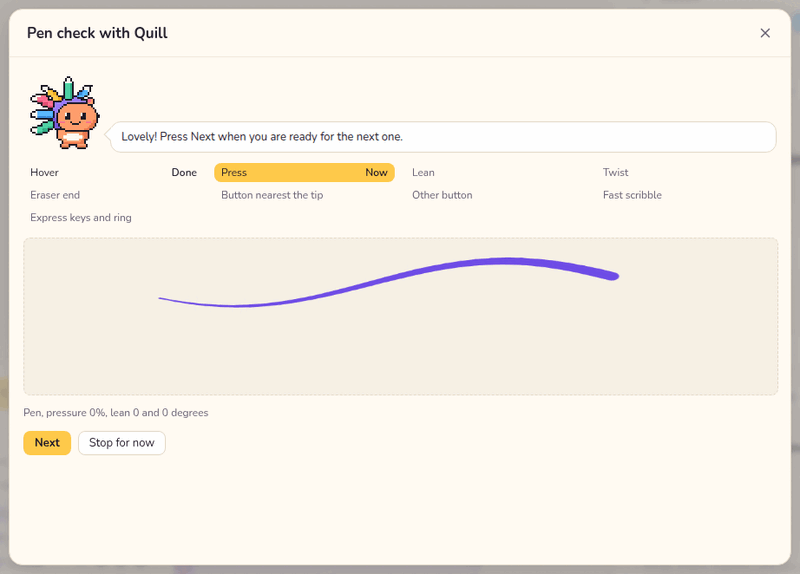 Pen check with Quill
Lovely! Press Next when you are ready for the next one.
Hover Done Press Now Lean Twist
Eraser end Button nearest the tip Other button Fast scribble
Express keys and ring
Pen, pressure 0%, lean 0 and 0 degrees
Next Stop for now